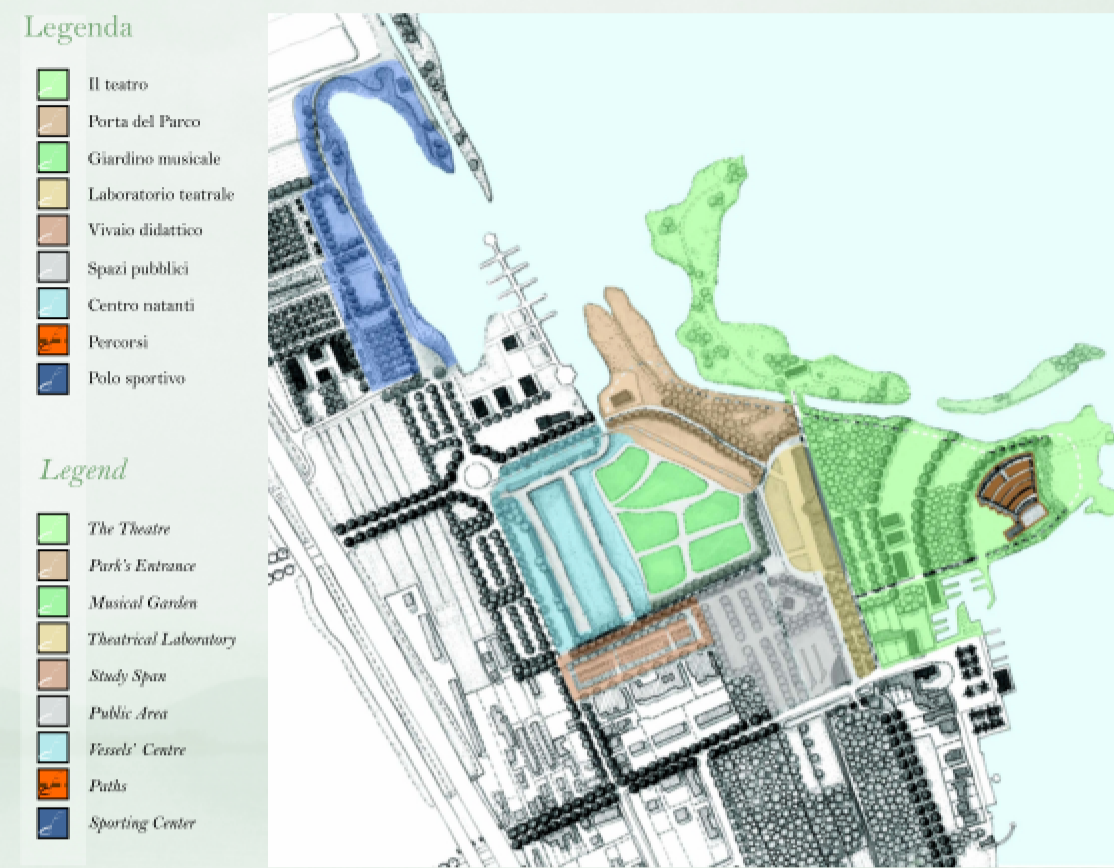 Legenda
Il teatro
Porta del Parco
Giardino musicale
Laboratorio teatrale
Vivaio didattico
Spazi pubblici
Centro natanti
Percorsi
Polo sportivo
Legend
The Theatre
Park's Entrance
Musical Garden
Theatrical Laboratory
Study Span
Public Area
Vessels' Centre
Paths
Sporting Center